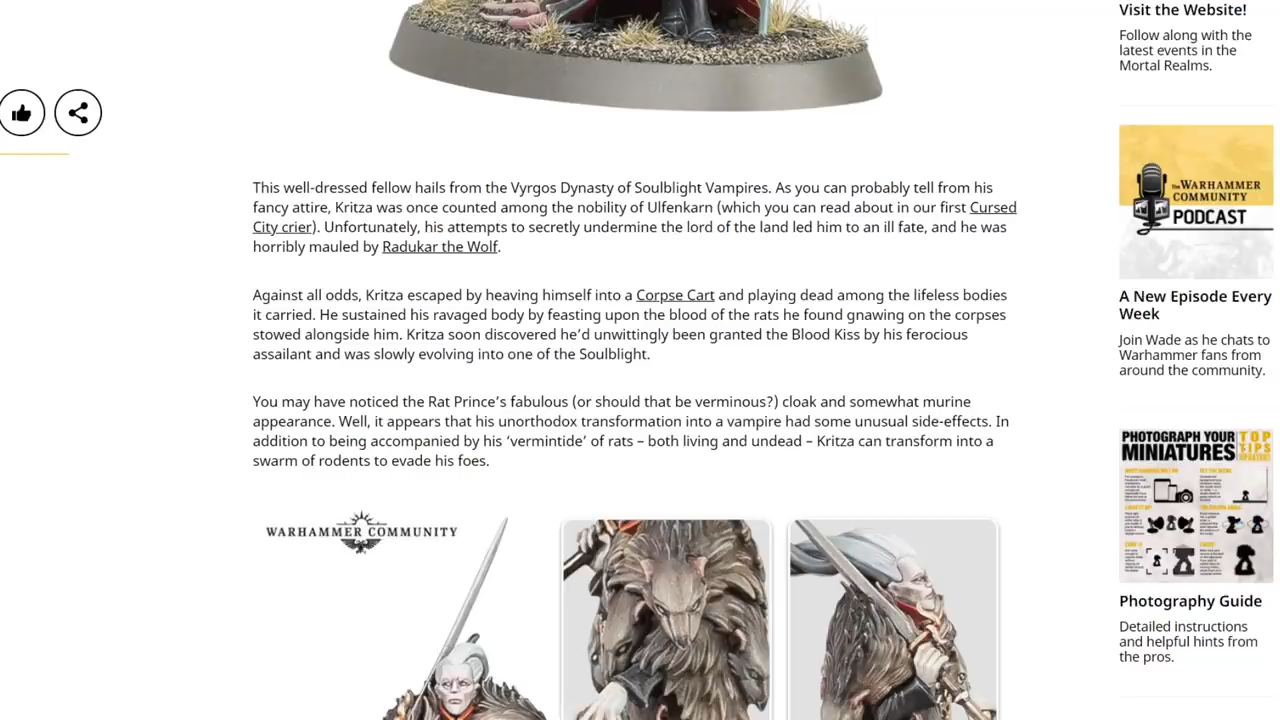 This well-dressed fellow hails from the Vyrgos Dynasty of Soulblight Vampires. As you can probably tell from his
fancy attire, Kritza was once counted among the nobility of Ulfenkarn (which you can read about in our first Cursed
City crier). Unfortunately, his attempts to secretly undermine the lord of the land led him to an ill fate, and he was
horribly mauled by Radukar the Wolf.
Against all odds, Kritza escaped by heaving himself into a Corpse Cart and playing dead among the lifeless bodies
it carried. He sustained his ravaged body by feasting upon the blood of the rats he found gnawing on the corpses
stowed alongside him. Kritza soon discovered he’d unwittingly been granted the Blood Kiss by his ferocious
assailant and was slowly evolving into one of the Soulblight.
You may have noticed the Rat Prince’s fabulous (or should that be verminous?) cloak and somewhat murine
appearance. Well, it appears that his unorthodox transformation into a vampire had some unusual side-effects. In
addition to being accompanied by his ‘vermintide’ of rats – both living and undead – Kritza can transform into a
swarm of rodents to evade his foes.
WARHAMMER COMMUNITY
Visit the Website!
Follow along with the
latest events in the
Mortal Realms.
The WARHAMMER
COMMUNITY
PODCAST
A New Episode Every
Week
Join Wade as he chats to
Warhammer fans from
around the community.
PHOTOGRAPH YOUR
MINIATURES
TOP
TIPS
Photography Guide
Detailed instructions
and helpful hints from
the pros.